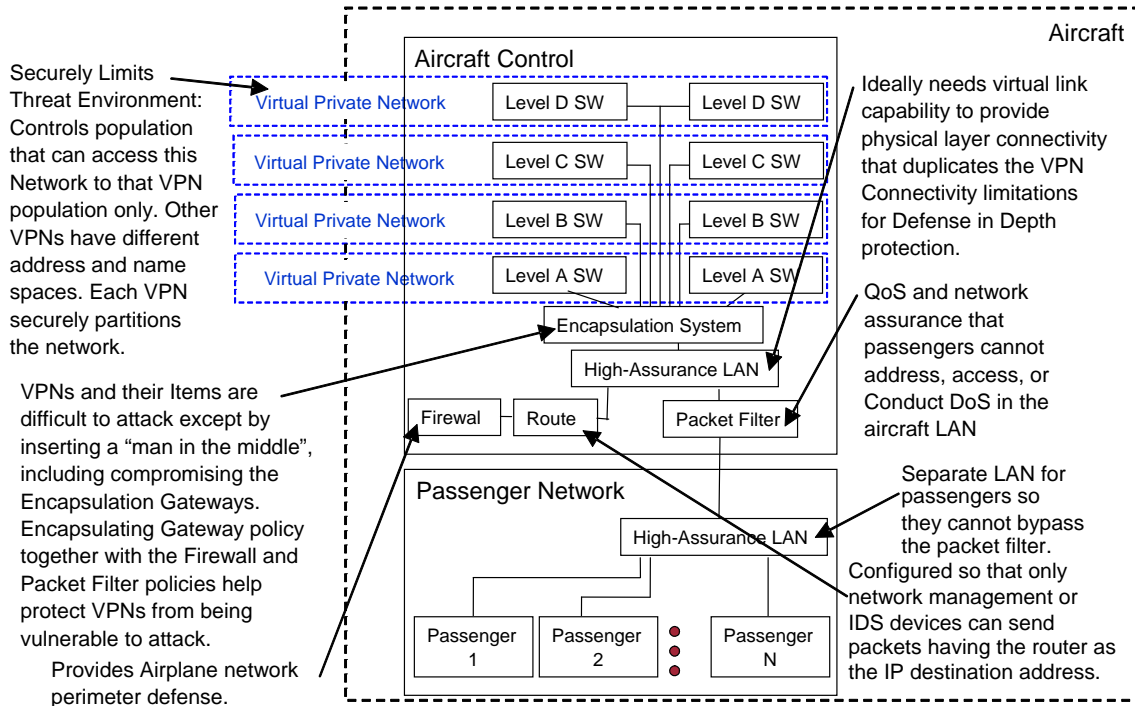 Aircraft
Aircraft Control
Securely Limits
Threat Environment:
Controls population
that can access this
Network to that VPN
population only. Other
VPNs have different
address and name
spaces. Each VPN
securely partitions
the network.
Virtual Private Network
Level D SW
Level D SW
Virtual Private Network
Level C SW
Level C SW
Virtual Private Network
Level B SW
Level B SW
Virtual Private Network
Level A SW
Level A SW
Encapsulation System
High-Assurance LAN
Firewal
Route
Packet Filter
Ideally needs virtual link
capability to provide
physical layer connectivity
that duplicates the VPN
Connectivity limitations
for Defense in Depth
protection.
QoS and network
assurance that
passengers cannot
address, access, or
Conduct DoS in the
aircraft LAN
VPNs and their Items are
difficult to attack except by
inserting a “man in the middle”,
including compromising the
Encapsulation Gateways.
Encapsulating Gateway policy
together with the Firewall and
Packet Filter policies help
protect VPNs from being
vulnerable to attack.
Provides Airplane network
perimeter defense.
Passenger Network
High-Assurance LAN
Passenger
1
Passenger
2
Passenger
N
Separate LAN for
passengers so
they cannot bypass
the packet filter.
Configured so that only
network management or
IDS devices can send
packets having the router as
the IP destination address.